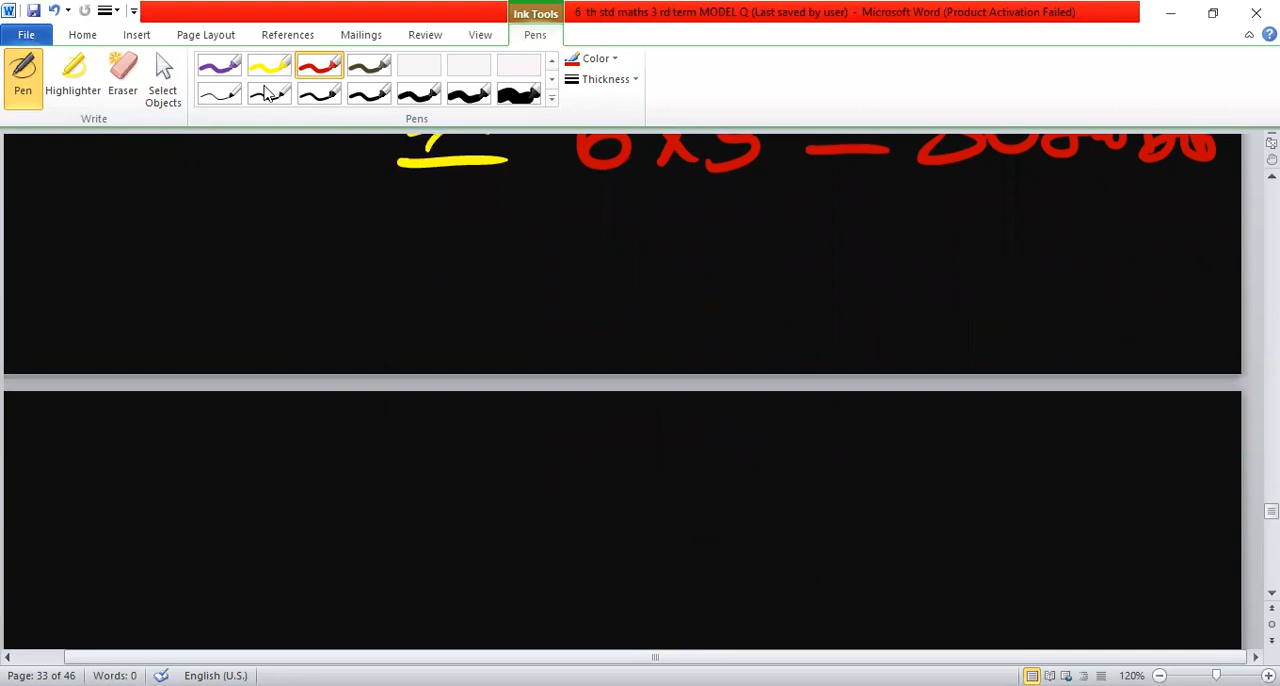 Ink Tools
6 th std maths 3 rd term MODEL Q (Last saved by user) - Microsoft Word (Product Activation Failed)
File Home Insert Page Layout References Mailings Review View Pens
Pen Highlighter Eraser Select Objects
Color
Thickness
Write Pens
6 x 5
Page: 33 of 46 Words: 0 English (U.S.) 120%